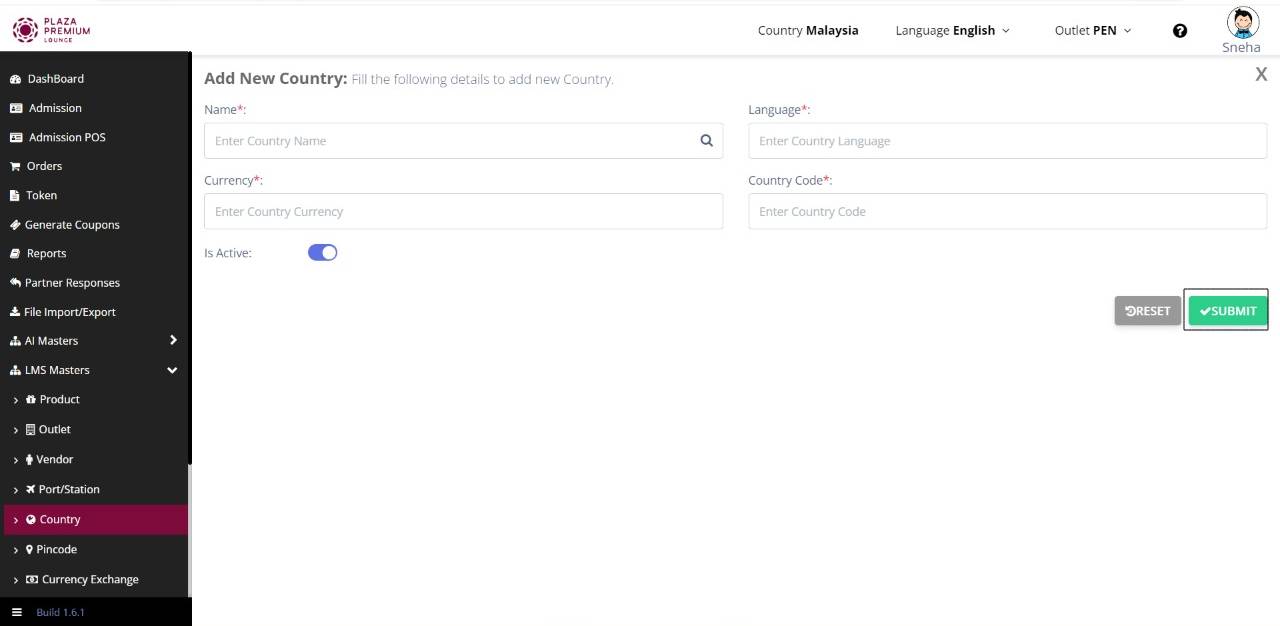 PLAZA
PREMIUM
LOUNGE
Country Malaysia
Language English
Outlet PEN
Sneha
DashBoard
Admission
Admission POS
Orders
Token
Generate Coupons
Reports
Partner Responses
File Import/Export
AI Masters
LMS Masters
Product
Outlet
Vendor
Port/Station
Country
Pincode
Currency Exchange
Build 1.6.1
Add New Country: Fill the following details to add new Country.
X
Name*:
Enter Country Name
Language*:
Enter Country Language
Currency*:
Enter Country Currency
Country Code*:
Enter Country Code
Is Active:
RESET
SUBMIT